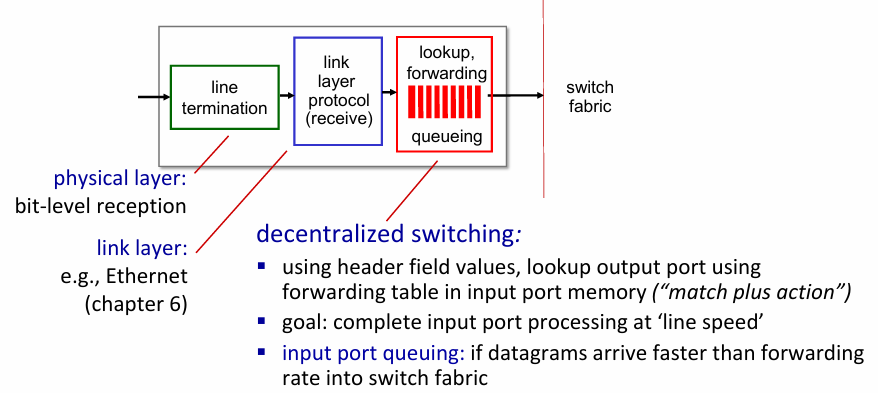 line
termination
link
layer
protocol
(receive)
lookup,
forwarding
queueing
switch
fabric
physical layer:
bit-level reception
link layer:
e.g., Ethernet
(chapter 6)
decentralized switching:
▪ using header field values, lookup output port using
forwarding table in input port memory (“match plus action”)
▪ goal: complete input port processing at ‘line speed’
▪ input port queuing: if datagrams arrive faster than forwarding
rate into switch fabric